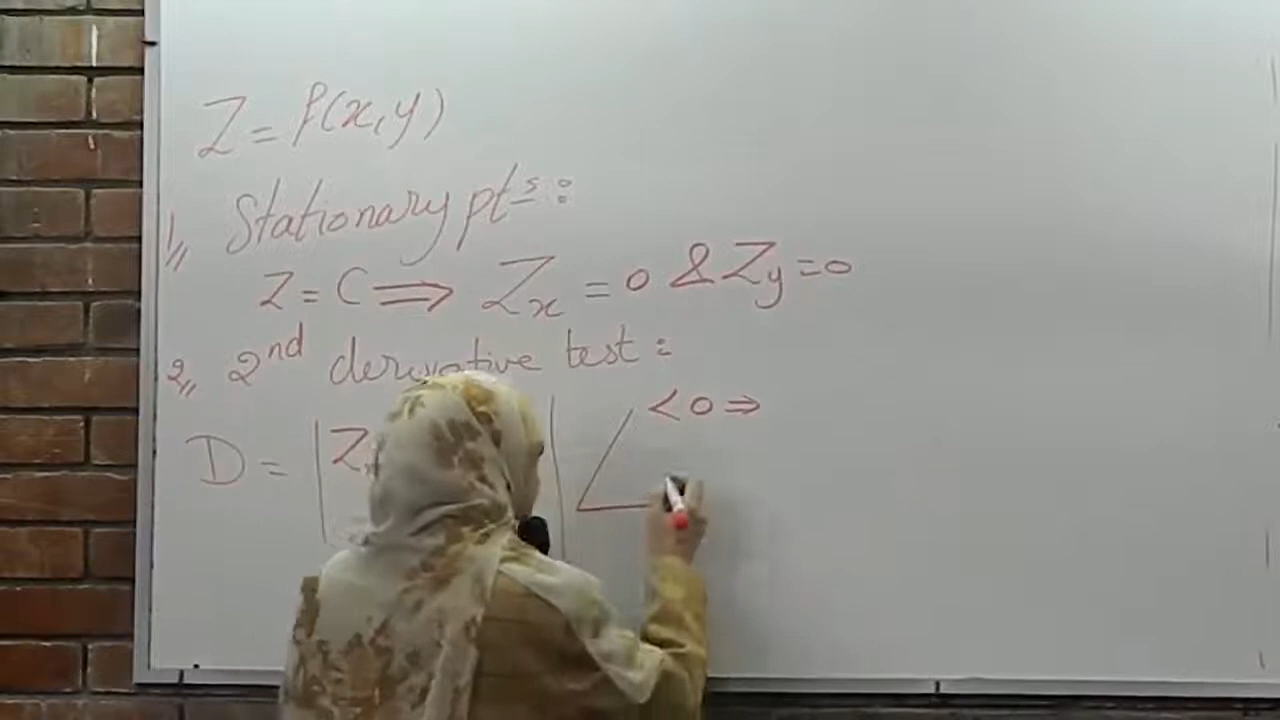 Z = f(x,y)
1,, Stationary pts:
Z = C ⟹ Zx = 0 & Zy = 0
2,, 2nd derivative test:
< 0 ⇒
D = | Z |